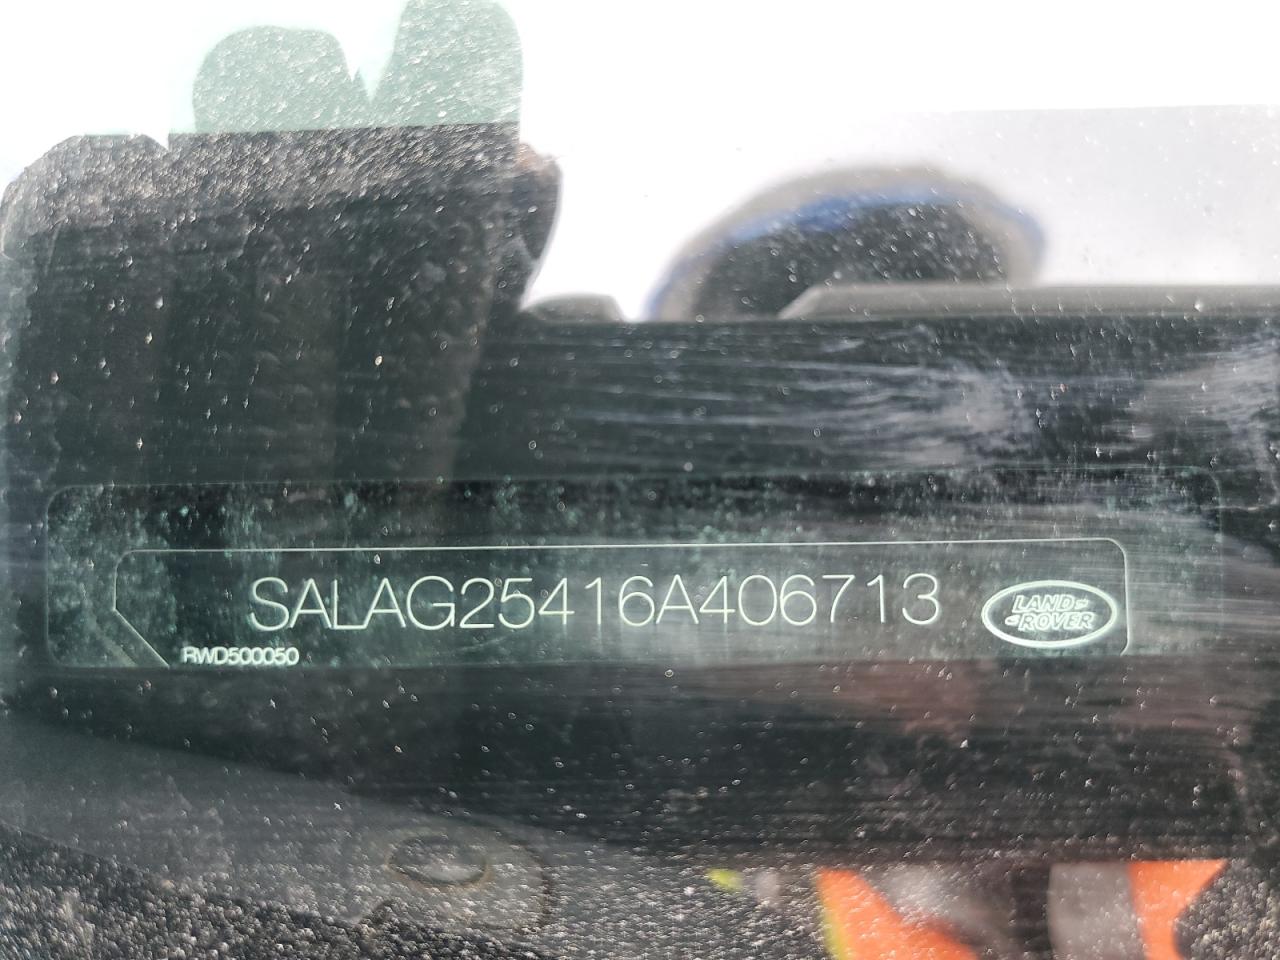 SALAG25416A406713
LAND
ROVER
RWD500050